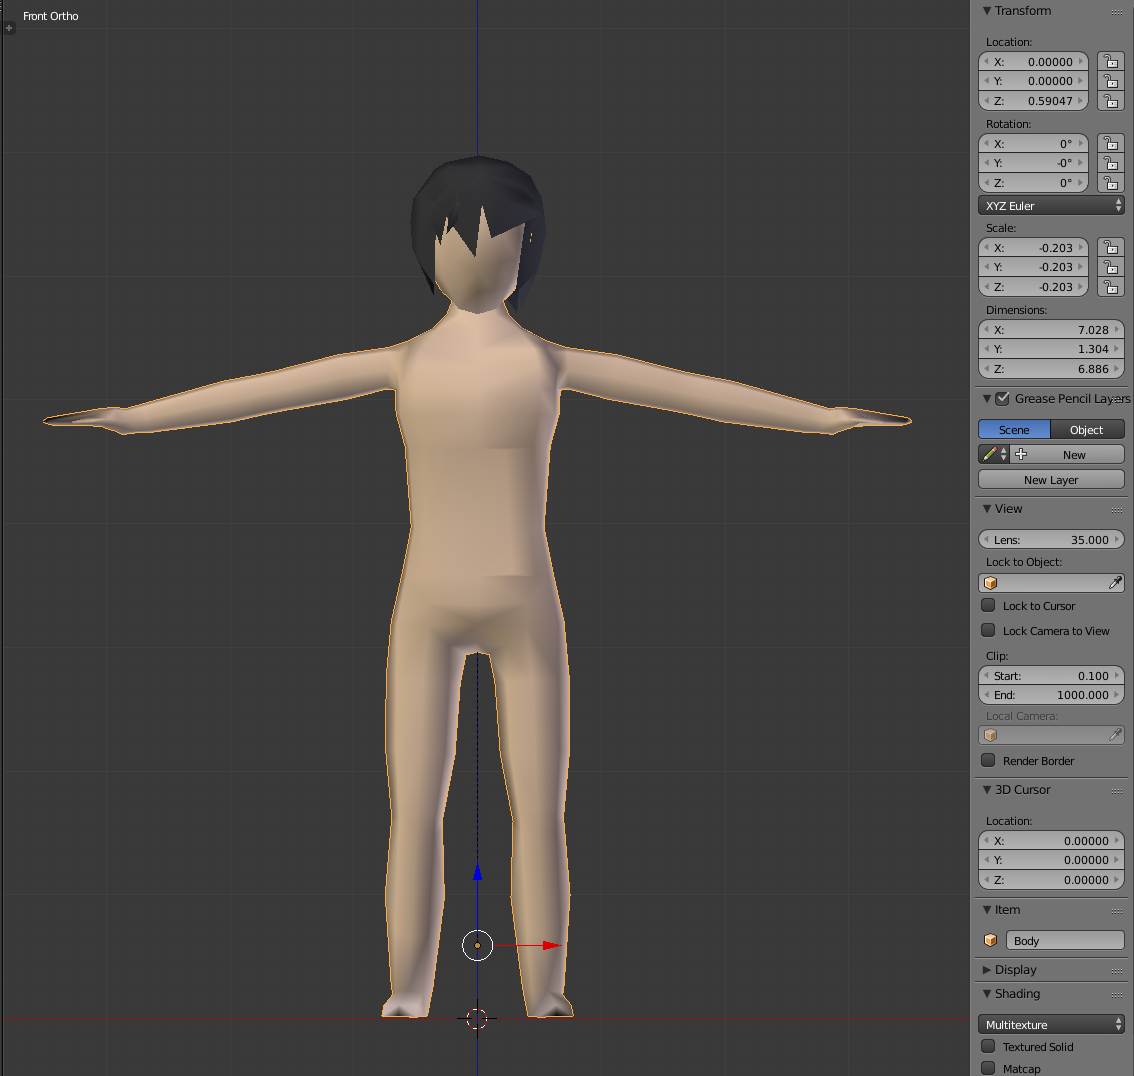 Front Ortho
Transform
Location:
X: 0.00000
Y: 0.00000
Z: 0.59047
Rotation:
X: 0°
Y: -0°
Z: 0°
XYZ Euler
Scale:
X: -0.203
Y: -0.203
Z: -0.203
Dimensions:
X: 7.028
Y: 1.304
Z: 6.886
Grease Pencil Layers
Scene Object
New
New Layer
View
Lens: 35.000
Lock to Object:
Lock to Cursor
Lock Camera to View
Clip:
Start: 0.100
End: 1000.000
Local Camera:
Render Border
3D Cursor
Location:
X: 0.00000
Y: 0.00000
Z: 0.00000
Item
Body
Display
Shading
Multitexture
Textured Solid
Matcap